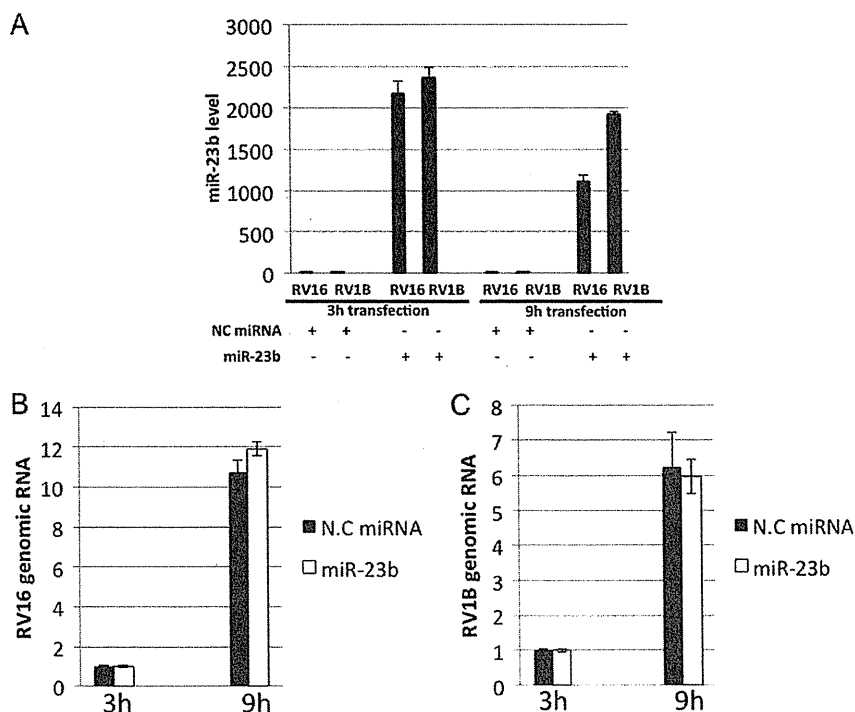 A
3000
2500
2000
1500
1000
500
0
miR-23b level
RV16 RV1B RV16 RV1B RV16 RV1B RV16 RV1B
3h transfection 9h transfection
NC miRNA + + - - + + - -
miR-23b - - + + - - + +
B
14
12
10
8
6
4
2
0
RV16 genomic RNA
3h 9h
N.C miRNA
miR-23b
C
8
7
6
5
4
3
2
1
0
RV1B genomic RNA
3h 9h
N.C miRNA
miR-23b